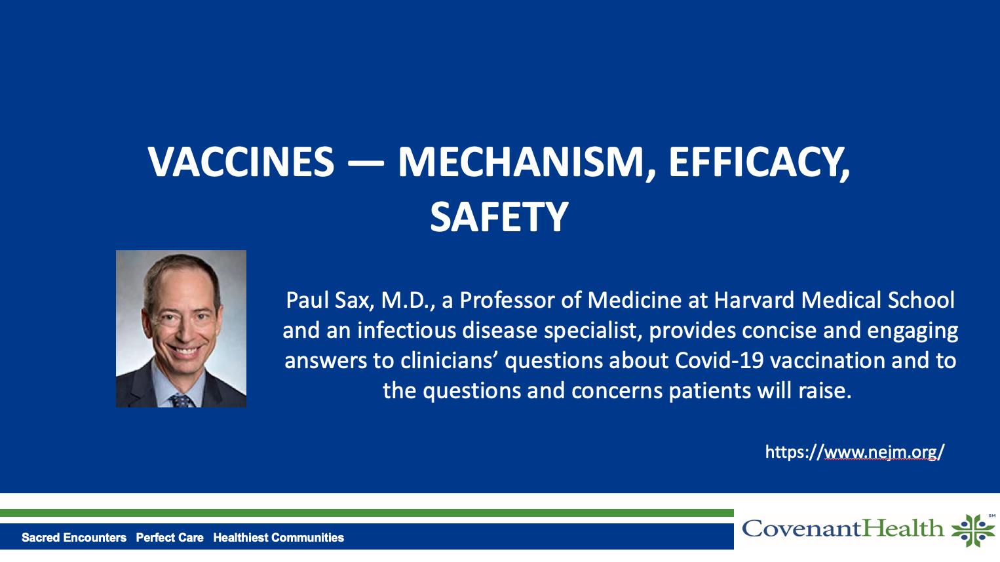 VACCINES — MECHANISM, EFFICACY,
SAFETY
Paul Sax, M.D., a Professor of Medicine at Harvard Medical School
and an infectious disease specialist, provides concise and engaging
answers to clinicians’ questions about Covid-19 vaccination and to
the questions and concerns patients will raise.
https://www.nejm.org/
Sacred Encounters   Perfect Care   Healthiest Communities
CovenantHealth SM